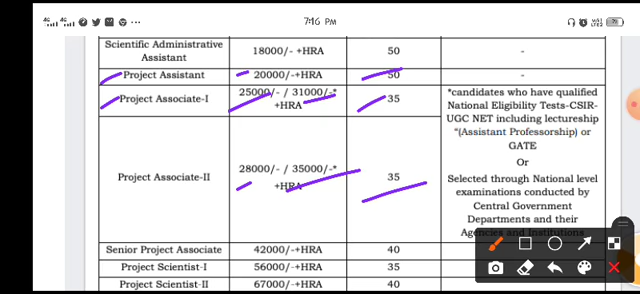 7:16 PM
Scientific Administrative
Assistant
18000/- +HRA
50
-
Project Assistant
20000/-+HRA
50
-
Project Associate-I
25000/- / 31000/-*
+HRA
35
*candidates who have qualified
National Eligibility Tests-CSIR-
UGC NET including lectureship
"(Assistant Professorship) or
GATE
Or
Selected through National level
examinations conducted by
Central Government
Departments and their
Agencies and Institutions
Project Associate-II
28000/- / 35000/-*
+HRA
35
Senior Project Associate
42000/-+HRA
40
Project Scientist-I
56000/-+HRA
35
Project Scientist-II
67000/-+HRA
40